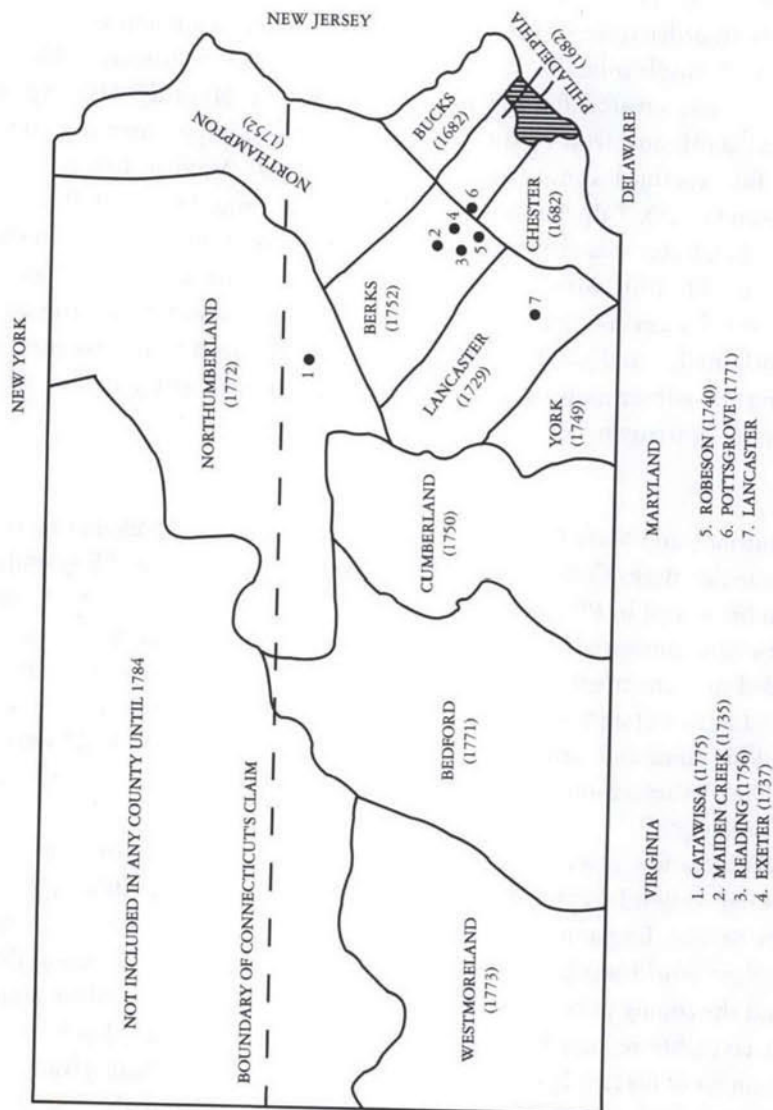 NEW YORK
NEW JERSEY
NOT INCLUDED IN ANY COUNTY UNTIL 1784
NORTHUMBERLAND
(1772)
NORTHAMPTON
(1752)
BOUNDARY OF CONNECTICUT'S CLAIM
1
BUCKS
(1682)
BERKS
(1752)
2
3
4
5
6
PHILADELPHIA
(1682)
WESTMORELAND
(1773)
BEDFORD
(1771)
CUMBERLAND
(1750)
LANCASTER
(1729)
CHESTER
(1682)
YORK
(1749)
7
VIRGINIA
MARYLAND
DELAWARE
1. CATAWISSA (1775)
2. MAIDEN CREEK (1735)
3. READING (1756)
4. EXETER (1737)
5. ROBESON (1740)
6. POTTSGROVE (1771)
7. LANCASTER